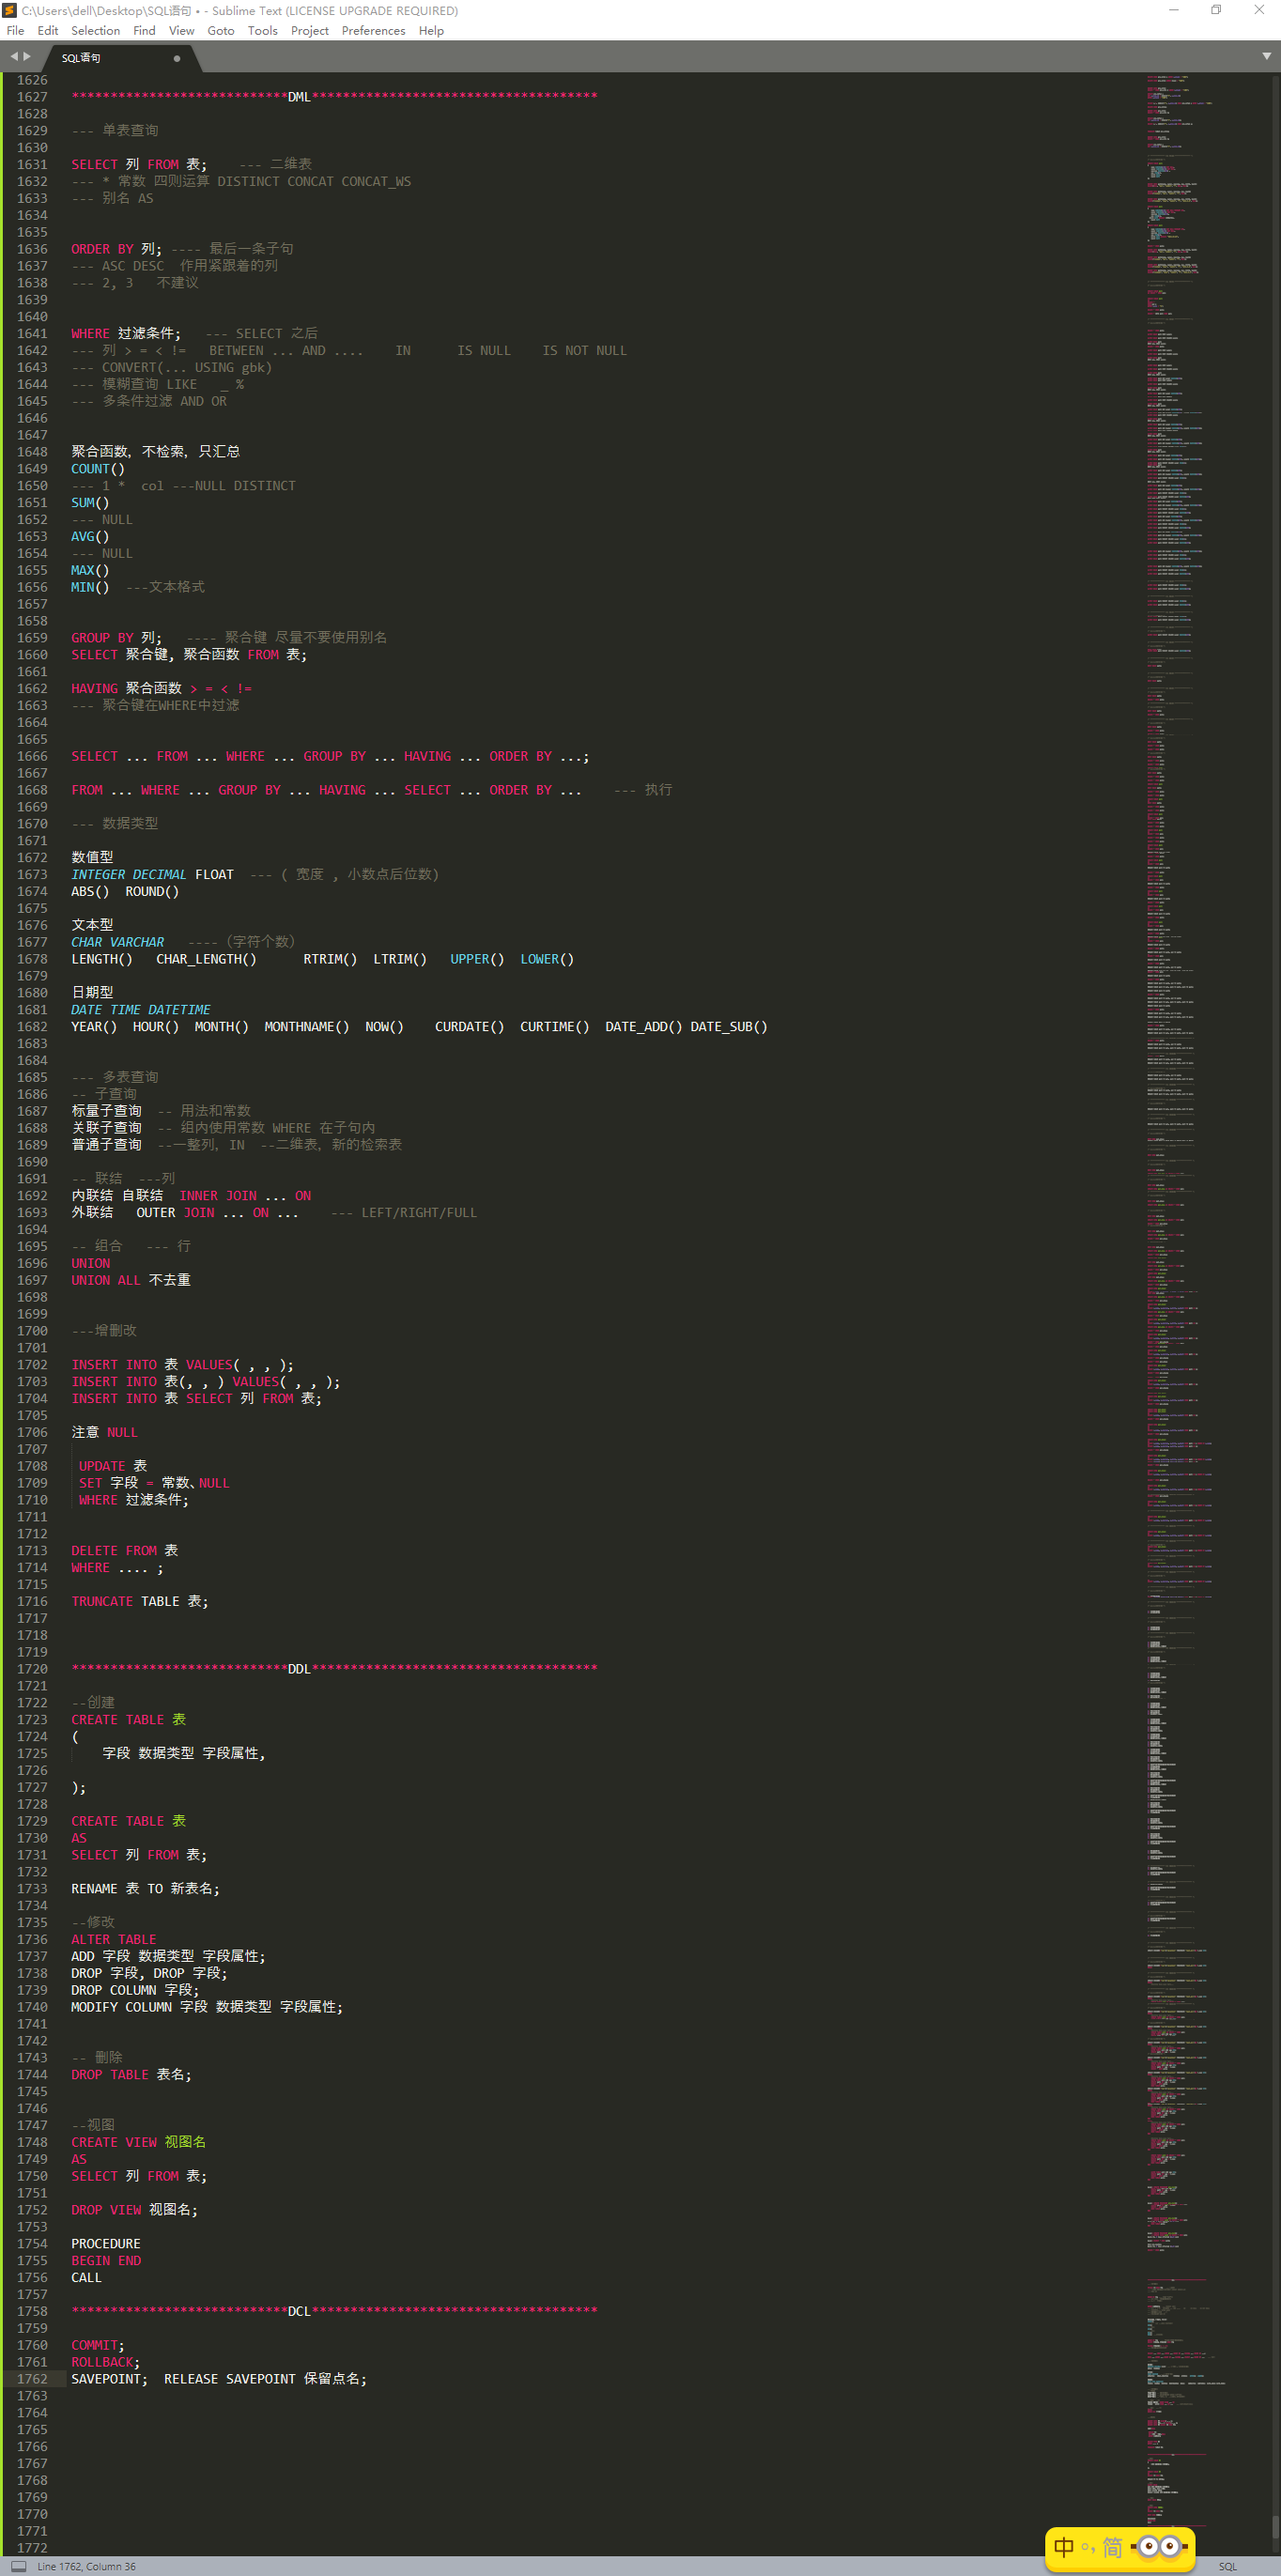 C:\Users\dell\Desktop\SQL语句 • - Sublime Text (LICENSE UPGRADE REQUIRED)
File Edit Selection Find View Goto Tools Project Preferences Help
SQL语句
1626
1627 ****************************DML*************************************
1628
1629 --- 单表查询
1630
1631 SELECT 列 FROM 表;    --- 二维表
1632 --- * 常数 四则运算 DISTINCT CONCAT CONCAT_WS
1633 --- 别名 AS
1634
1635
1636 ORDER BY 列; ---- 最后一条子句
1637 --- ASC DESC  作用紧跟着的列
1638 --- 2, 3   不建议
1639
1640
1641 WHERE 过滤条件;   --- SELECT 之后
1642 --- 列 > = < !=   BETWEEN ... AND ....    IN      IS NULL    IS NOT NULL
1643 --- CONVERT(... USING gbk)
1644 --- 模糊查询 LIKE   _ %
1645 --- 多条件过滤 AND OR
1646
1647
1648 聚合函数，不检索，只汇总
1649 COUNT()
1650 --- 1 *  col ---NULL DISTINCT
1651 SUM()
1652 --- NULL
1653 AVG()
1654 --- NULL
1655 MAX()
1656 MIN()  ---文本格式
1657
1658
1659 GROUP BY 列;   ---- 聚合键 尽量不要使用别名
1660 SELECT 聚合键, 聚合函数 FROM 表;
1661
1662 HAVING 聚合函数 > = < !=
1663 --- 聚合键在WHERE中过滤
1664
1665
1666 SELECT ... FROM ... WHERE ... GROUP BY ... HAVING ... ORDER BY ...;
1667
1668 FROM ... WHERE ... GROUP BY ... HAVING ... SELECT ... ORDER BY ...    --- 执行
1669
1670 --- 数据类型
1671
1672 数值型
1673 INTEGER DECIMAL FLOAT  --- ( 宽度 , 小数点后位数)
1674 ABS()  ROUND()
1675
1676 文本型
1677 CHAR VARCHAR   ----（字符个数）
1678 LENGTH()   CHAR_LENGTH()      RTRIM()  LTRIM()   UPPER()  LOWER()
1679
1680 日期型
1681 DATE TIME DATETIME
1682 YEAR()  HOUR()  MONTH()  MONTHNAME()  NOW()    CURDATE()  CURTIME()  DATE_ADD() DATE_SUB()
1683
1684
1685 --- 多表查询
1686 -- 子查询
1687 标量子查询  -- 用法和常数
1688 关联子查询  -- 组内使用常数 WHERE 在子句内
1689 普通子查询  --一整列，IN  --二维表，新的检索表
1690
1691 -- 联结  ---列
1692 内联结 自联结  INNER JOIN ... ON
1693 外联结   OUTER JOIN ... ON ...    --- LEFT/RIGHT/FULL
1694
1695 -- 组合   --- 行
1696 UNION
1697 UNION ALL 不去重
1698
1699
1700 ---增删改
1701
1702 INSERT INTO 表 VALUES( , , );
1703 INSERT INTO 表(, , ) VALUES( , , );
1704 INSERT INTO 表 SELECT 列 FROM 表;
1705
1706 注意 NULL
1707
1708 UPDATE 表
1709 SET 字段 = 常数、NULL
1710 WHERE 过滤条件;
1711
1712
1713 DELETE FROM 表
1714 WHERE .... ;
1715
1716 TRUNCATE TABLE 表;
1717
1718
1719
1720 ****************************DDL*************************************
1721
1722 --创建
1723 CREATE TABLE 表
1724 (
1725     字段 数据类型 字段属性,
1726
1727 );
1728
1729 CREATE TABLE 表
1730 AS
1731 SELECT 列 FROM 表;
1732
1733 RENAME 表 TO 新表名;
1734
1735 --修改
1736 ALTER TABLE
1737 ADD 字段 数据类型 字段属性;
1738 DROP 字段, DROP 字段;
1739 DROP COLUMN 字段;
1740 MODIFY COLUMN 字段 数据类型 字段属性;
1741
1742
1743 -- 删除
1744 DROP TABLE 表名;
1745
1746
1747 --视图
1748 CREATE VIEW 视图名
1749 AS
1750 SELECT 列 FROM 表;
1751
1752 DROP VIEW 视图名;
1753
1754 PROCEDURE
1755 BEGIN END
1756 CALL
1757
1758 ****************************DCL*************************************
1759
1760 COMMIT;
1761 ROLLBACK;
1762 SAVEPOINT;  RELEASE SAVEPOINT 保留点名;
1763
1764
1765
1766
1767
1768
1769
1770
1771
1772
中 °, 简
Line 1762, Column 36 SQL